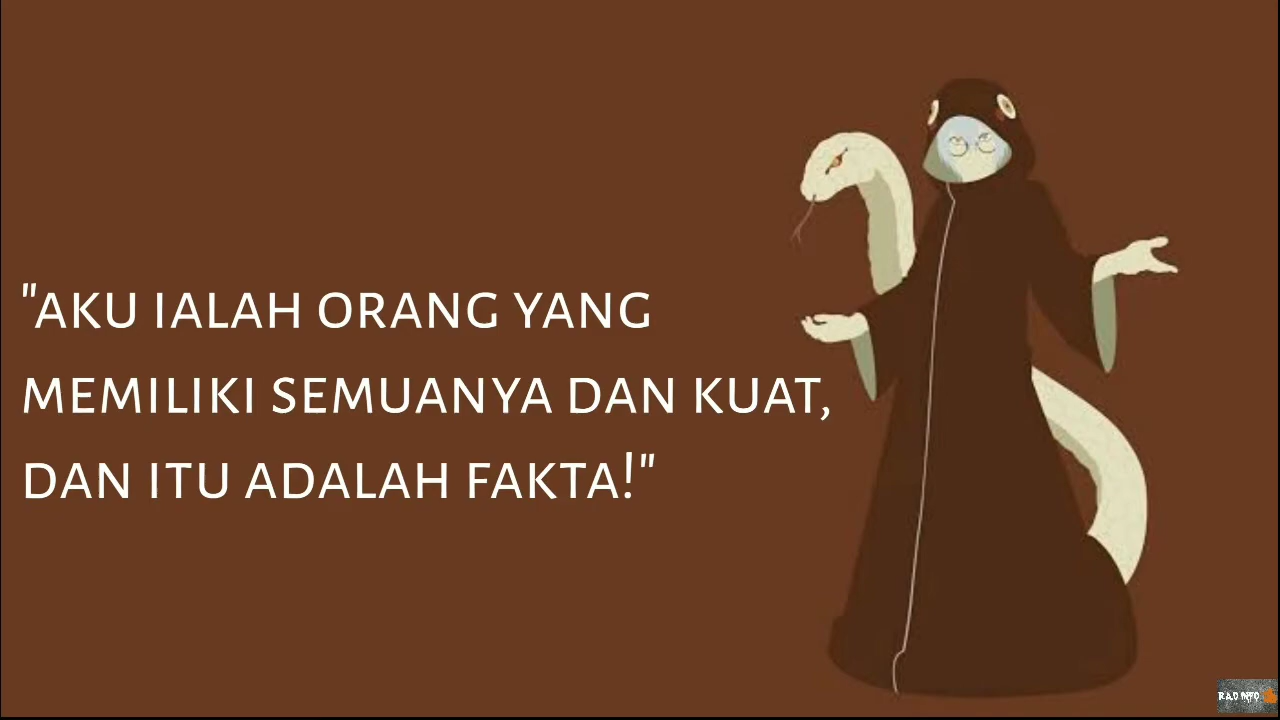 "AKU IALAH ORANG YANG
MEMILIKI SEMUANYA DAN KUAT,
DAN ITU ADALAH FAKTA!"